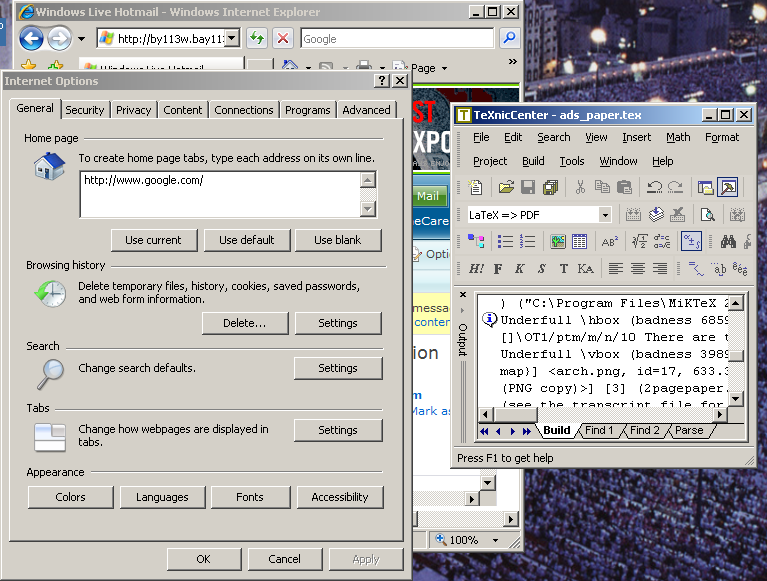 Windows Live Hotmail - Windows Internet Explorer
http://by113w.bay11
Google
Windows Live Hotmail
Page
Internet Options
General
Security
Privacy
Content
Connections
Programs
Advanced
Home page
To create home page tabs, type each address on its own line.
http://www.google.com/
Use current
Use default
Use blank
Browsing history
Delete temporary files, history, cookies, saved passwords,
and web form information.
Delete...
Settings
Search
Change search defaults.
Settings
Tabs
Change how webpages are displayed in
tabs.
Settings
Appearance
Colors
Languages
Fonts
Accessibility
OK
Cancel
Apply
ST
XPO
Mail
eCare
Optio
message
conten
ion
m
Mark as
100%
TeXnicCenter - ads_paper.tex
File Edit Search View Insert Math Format
Project Build Tools Window Help
LaTeX => PDF
H! F K S T KA
Output
) ("C:\Program Files\MiKTeX 2
Underfull \hbox (badness 6859
[]\OT1/ptm/m/n/10 There are t
Underfull \vbox (badness 3989
map}] <arch.png, id=17, 633.3
(PNG copy)>] [3] (2pagepaper.
(see the transcript file for
Build
Find 1
Find 2
Parse
Press F1 to get help